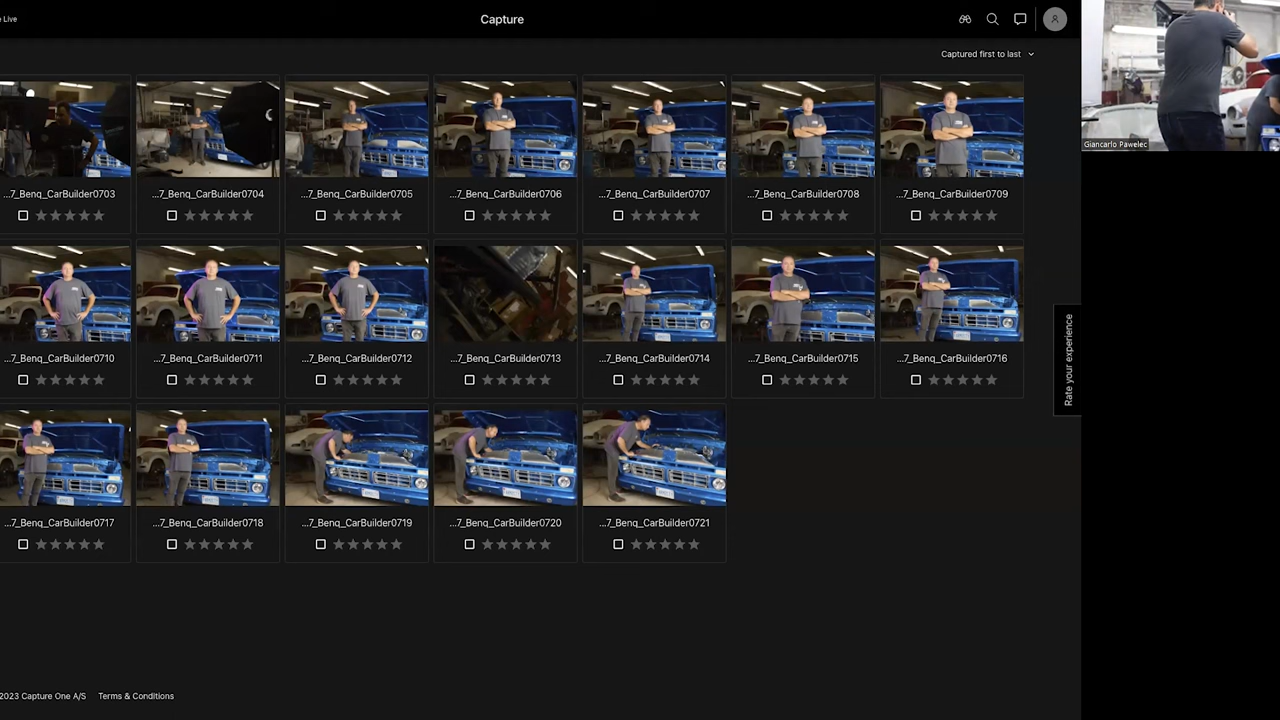 Live
Capture
Captured first to last
...7_Benq_CarBuilder0703
...7_Benq_CarBuilder0704
...7_Benq_CarBuilder0705
...7_Benq_CarBuilder0706
...7_Benq_CarBuilder0707
...7_Benq_CarBuilder0708
...7_Benq_CarBuilder0709
...7_Benq_CarBuilder0710
...7_Benq_CarBuilder0711
...7_Benq_CarBuilder0712
...7_Benq_CarBuilder0713
...7_Benq_CarBuilder0714
...7_Benq_CarBuilder0715
...7_Benq_CarBuilder0716
...7_Benq_CarBuilder0717
...7_Benq_CarBuilder0718
...7_Benq_CarBuilder0719
...7_Benq_CarBuilder0720
...7_Benq_CarBuilder0721
Rate your experience
Giancarlo Pawelec
2023 Capture One A/S Terms & Conditions